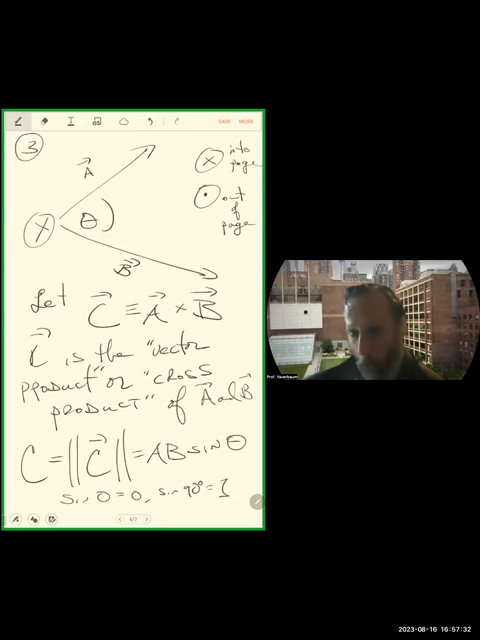 SAVE MORE
3
A
into
page
X
θ
X
out
of
page
B
Let C ≡ A × B
C is the "vector
product" or "cross
product" of A and B
C = ||C|| = AB sin θ
sin 0 = 0, sin 90° = 1
4/7
Prof. Yaverbaum
2023-08-16 16:57:32